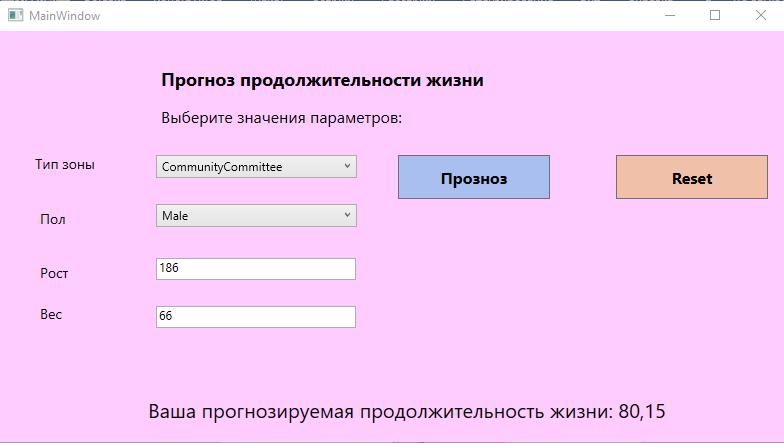 MainWindow
Прогноз продолжительности жизни
Выберите значения параметров:
Тип зоны
CommunityCommittee
Прозноз
Reset
Пол
Male
Рост
186
Вес
66
Ваша прогнозируемая продолжительность жизни: 80,15